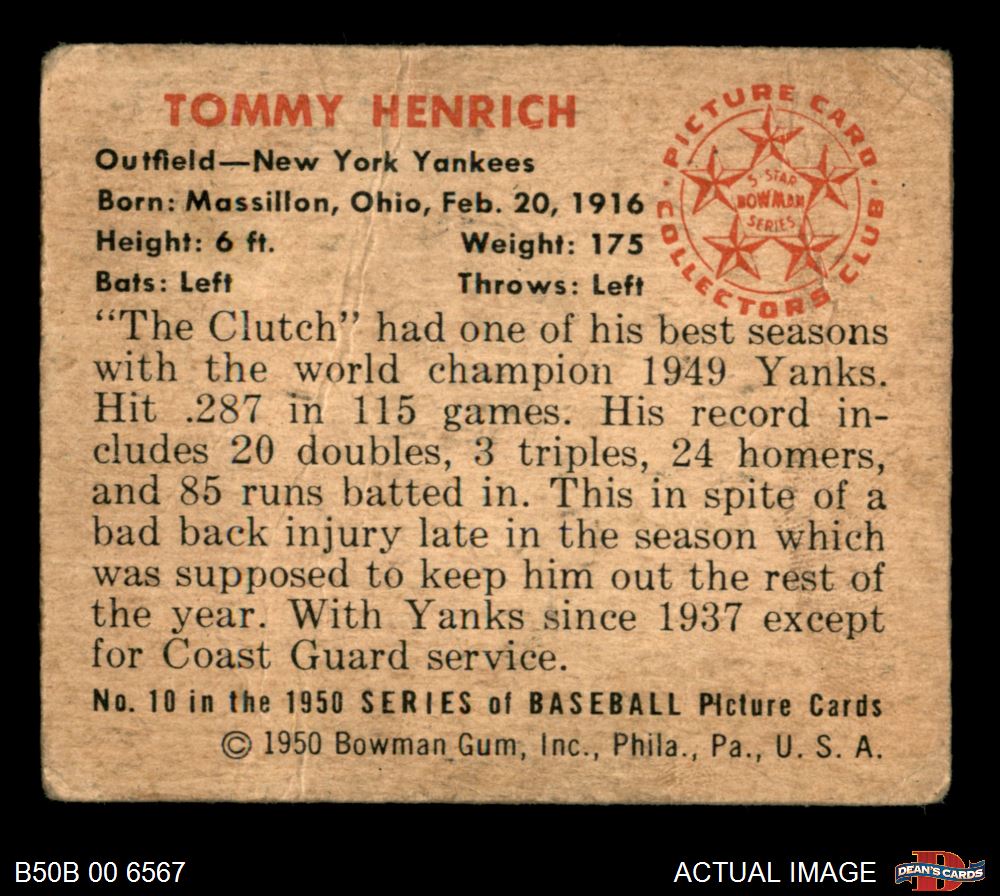 TOMMY HENRICH
Outfield—New York Yankees
Born: Massillon, Ohio, Feb. 20, 1916
Height: 6 ft. Weight: 175
Bats: Left Throws: Left
PICTURE CARD
COLLECTORS CLUB
5-STAR
BOWMAN
SERIES
“The Clutch” had one of his best seasons
with the world champion 1949 Yanks.
Hit .287 in 115 games. His record in-
cludes 20 doubles, 3 triples, 24 homers,
and 85 runs batted in. This in spite of a
bad back injury late in the season which
was supposed to keep him out the rest of
the year. With Yanks since 1937 except
for Coast Guard service.
No. 10 in the 1950 SERIES of BASEBALL Picture Cards
© 1950 Bowman Gum, Inc., Phila., Pa., U. S. A.
B50B 00 6567
ACTUAL IMAGE
D
DEAN'S CARDS